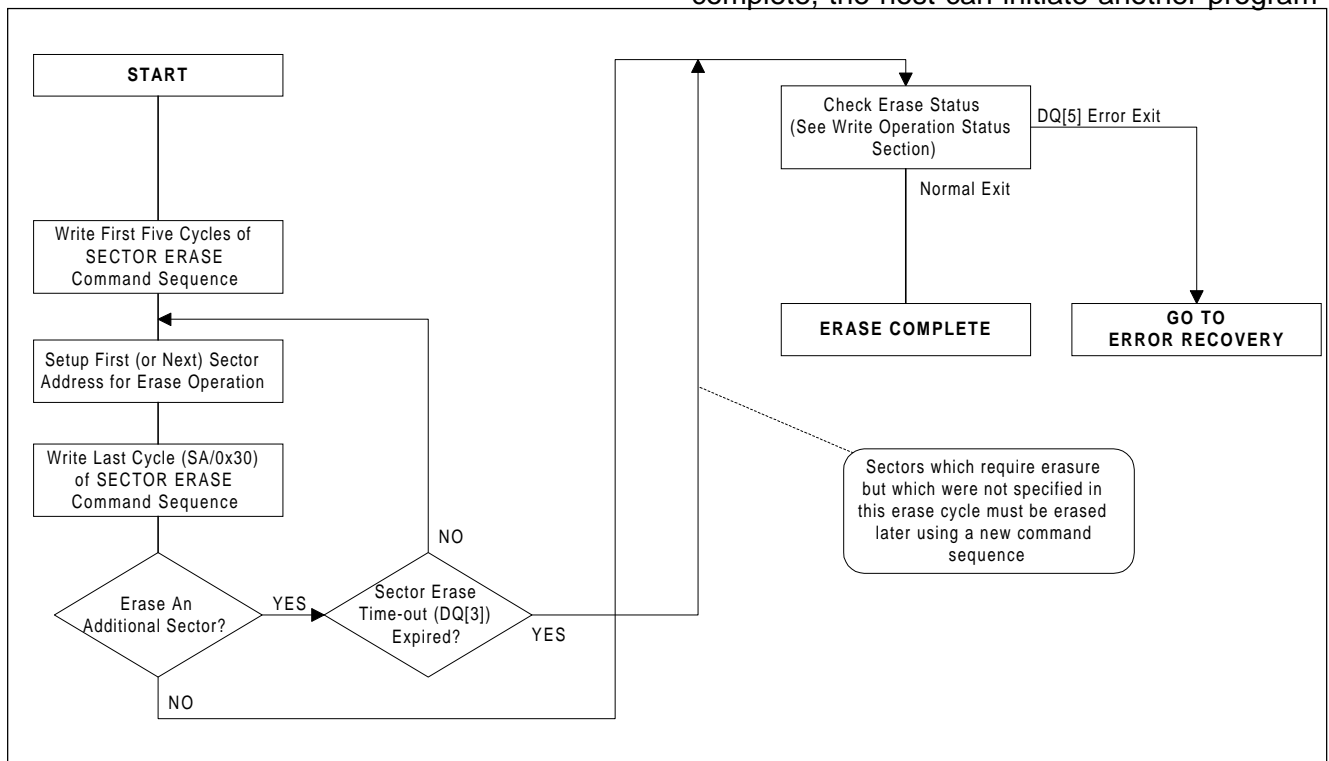 complete, the host can initiate another program
START
Write First Five Cycles of
SECTOR ERASE
Command Sequence
Setup First (or Next) Sector
Address for Erase Operation
Write Last Cycle (SA/0x30)
of SECTOR ERASE
Command Sequence
Erase An
Additional Sector?
YES
NO
Sector Erase
Time-out (DQ[3])
Expired?
NO
YES
Check Erase Status
(See Write Operation Status
Section)
DQ[5] Error Exit
Normal Exit
ERASE COMPLETE
GO TO
ERROR RECOVERY
Sectors which require erasure
but which were not specified in
this erase cycle must be erased
later using a new command
sequence